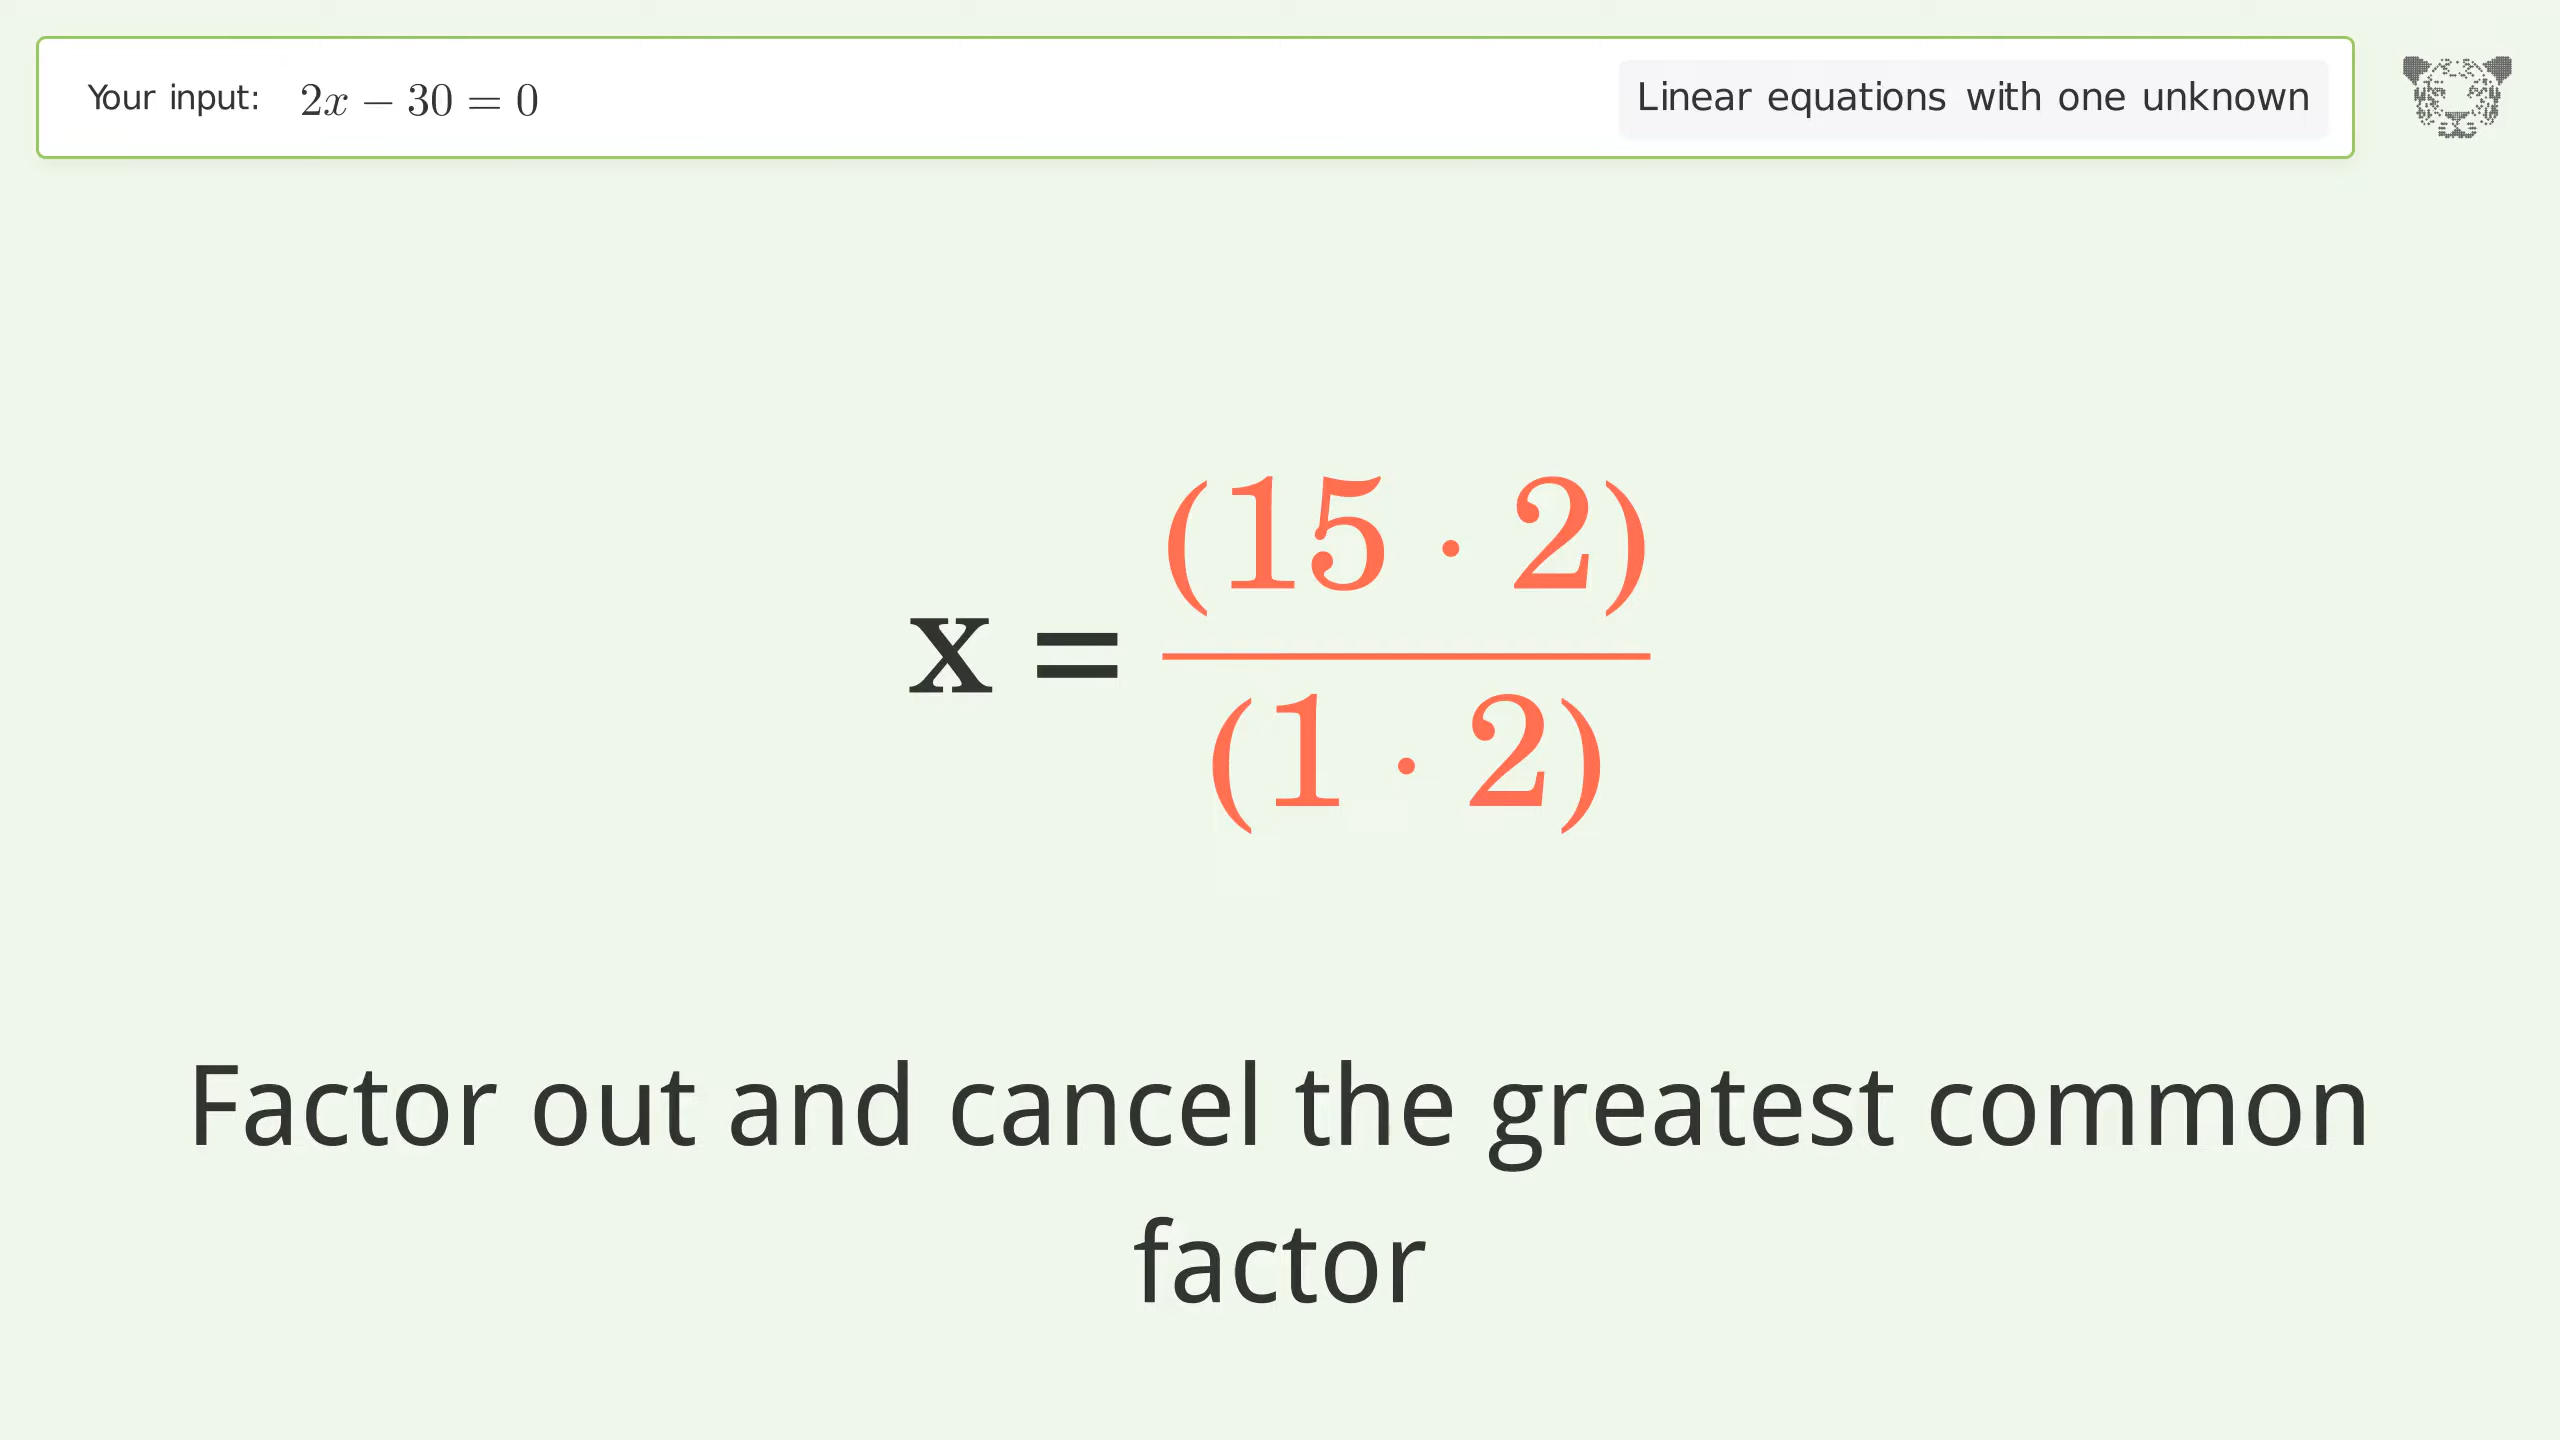 Your input: 2x − 30 = 0
Linear equations with one unknown
x = (15 · 2) / (1 · 2)
Factor out and cancel the greatest common
factor